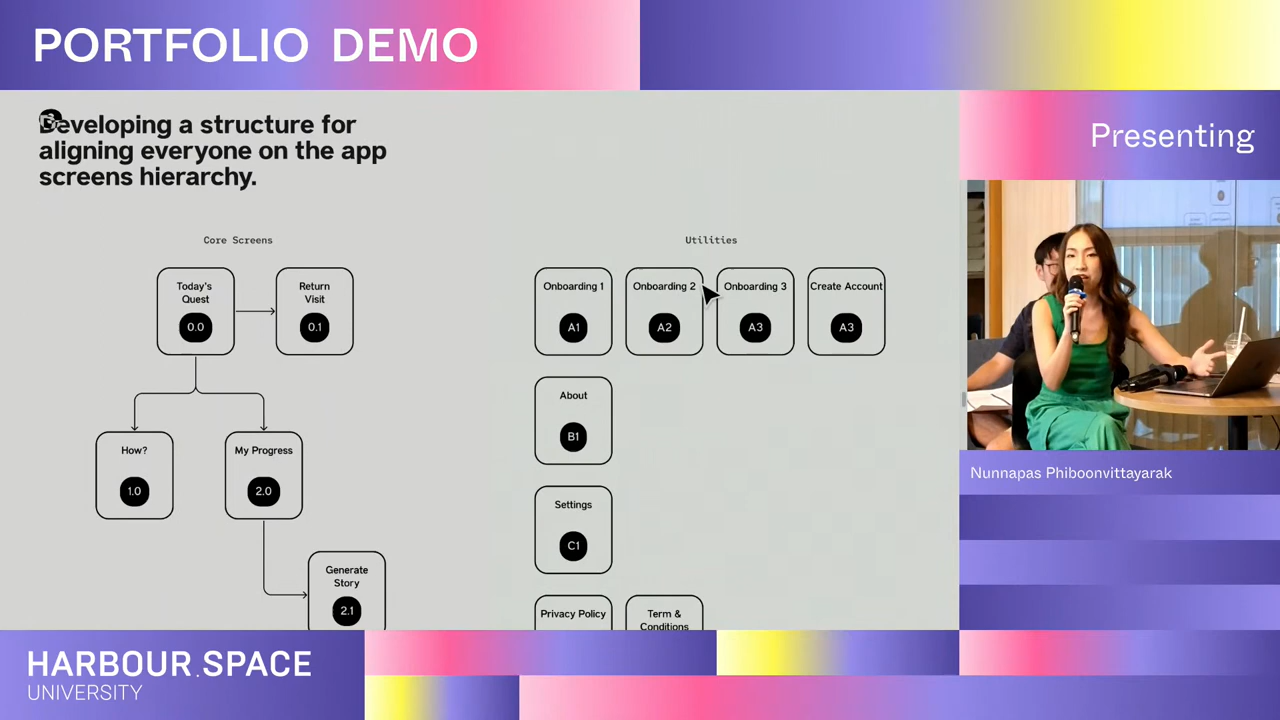 PORTFOLIO DEMO
Developing a structure for
aligning everyone on the app
screens hierarchy.
Core Screens
Today's
Quest
0.0
Return
Visit
0.1
How?
1.0
My Progress
2.0
Generate
Story
2.1
Utilities
Onboarding 1
A1
Onboarding 2
A2
Onboarding 3
A3
Create Account
A3
About
B1
Settings
C1
Privacy Policy
Term &
Conditions
Presenting
Nunnapas Phiboonvittayarak
HARBOUR.SPACE
UNIVERSITY